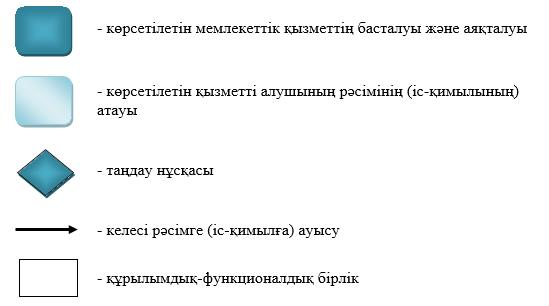 - көрсетілетін мемлекеттік қызметтің басталуы және аяқталуы
- көрсетілетін қызметті алушының рәсімінің (іс-қимылының)
атауы
- таңдау нұсқасы
- келесі рәсімге (іс-қимылға) ауысу
- құрылымдық-функционалдық бірлік